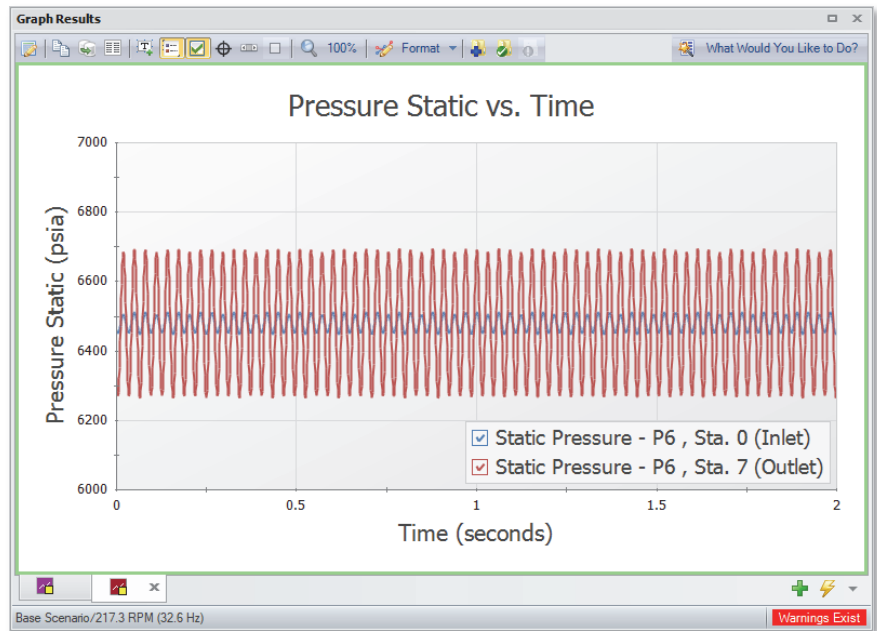 Graph Results
100% Format What Would You Like to Do?
Pressure Static vs. Time
7000
6800
6600
6400
6200
6000
Pressure Static (psia)
Static Pressure - P6 , Sta. 0 (Inlet)
Static Pressure - P6 , Sta. 7 (Outlet)
0 0.5 1 1.5 2
Time (seconds)
Base Scenario/217.3 RPM (32.6 Hz) Warnings Exist